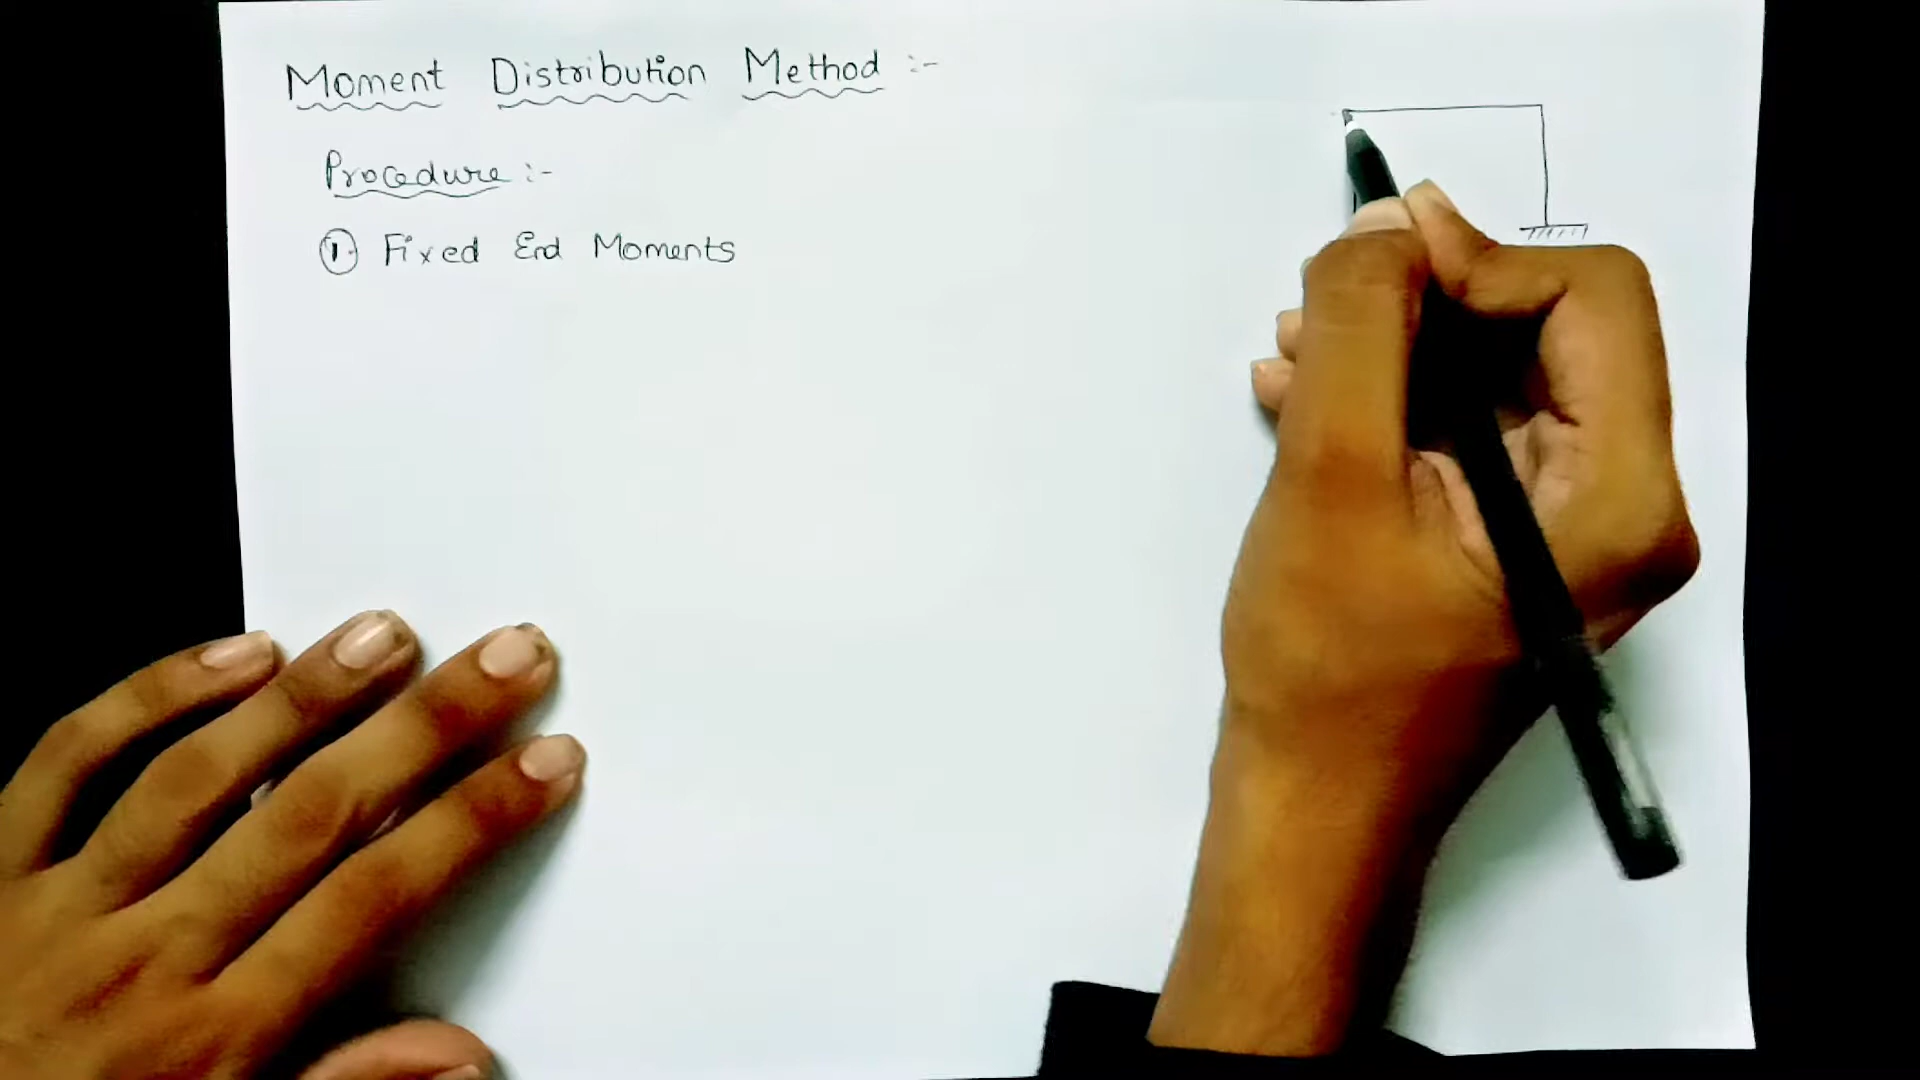 Moment Distribution Method :-
Procedure :-
1. Fixed End Moments